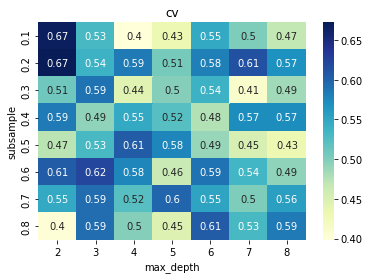 cv
0.1 0.67 0.53 0.4 0.43 0.55 0.5 0.47
0.2 0.67 0.54 0.59 0.51 0.58 0.61 0.57
0.3 0.51 0.59 0.44 0.5 0.54 0.41 0.49
0.4 0.59 0.49 0.55 0.52 0.48 0.57 0.57
0.5 0.47 0.53 0.61 0.58 0.49 0.45 0.43
0.6 0.61 0.62 0.58 0.46 0.59 0.54 0.49
0.7 0.55 0.59 0.52 0.6 0.55 0.5 0.56
0.8 0.4 0.59 0.5 0.45 0.61 0.53 0.59
2 3 4 5 6 7 8
subsample
max_depth
0.65
0.60
0.55
0.50
0.45
0.40